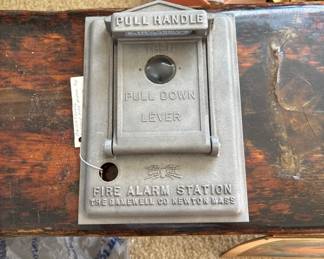 PULL HANDLE
PULL DOWN
LEVER
FIRE ALARM STATION
THE GAMEWELL CO NEWTON MASS